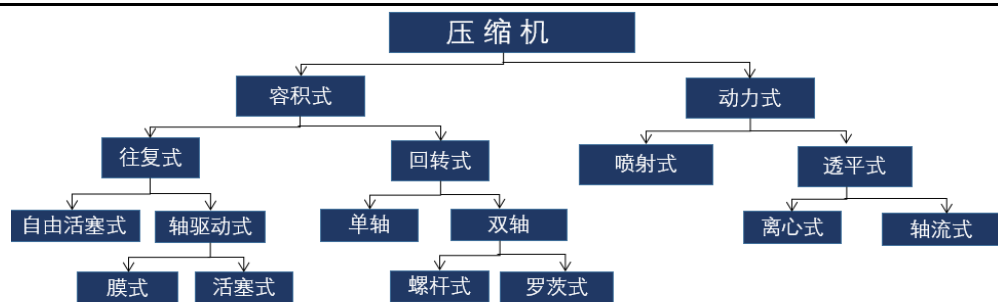 压缩机
容积式
动力式
往复式
回转式
喷射式
透平式
自由活塞式
轴驱动式
单轴
双轴
离心式
轴流式
膜式
活塞式
螺杆式
罗茨式